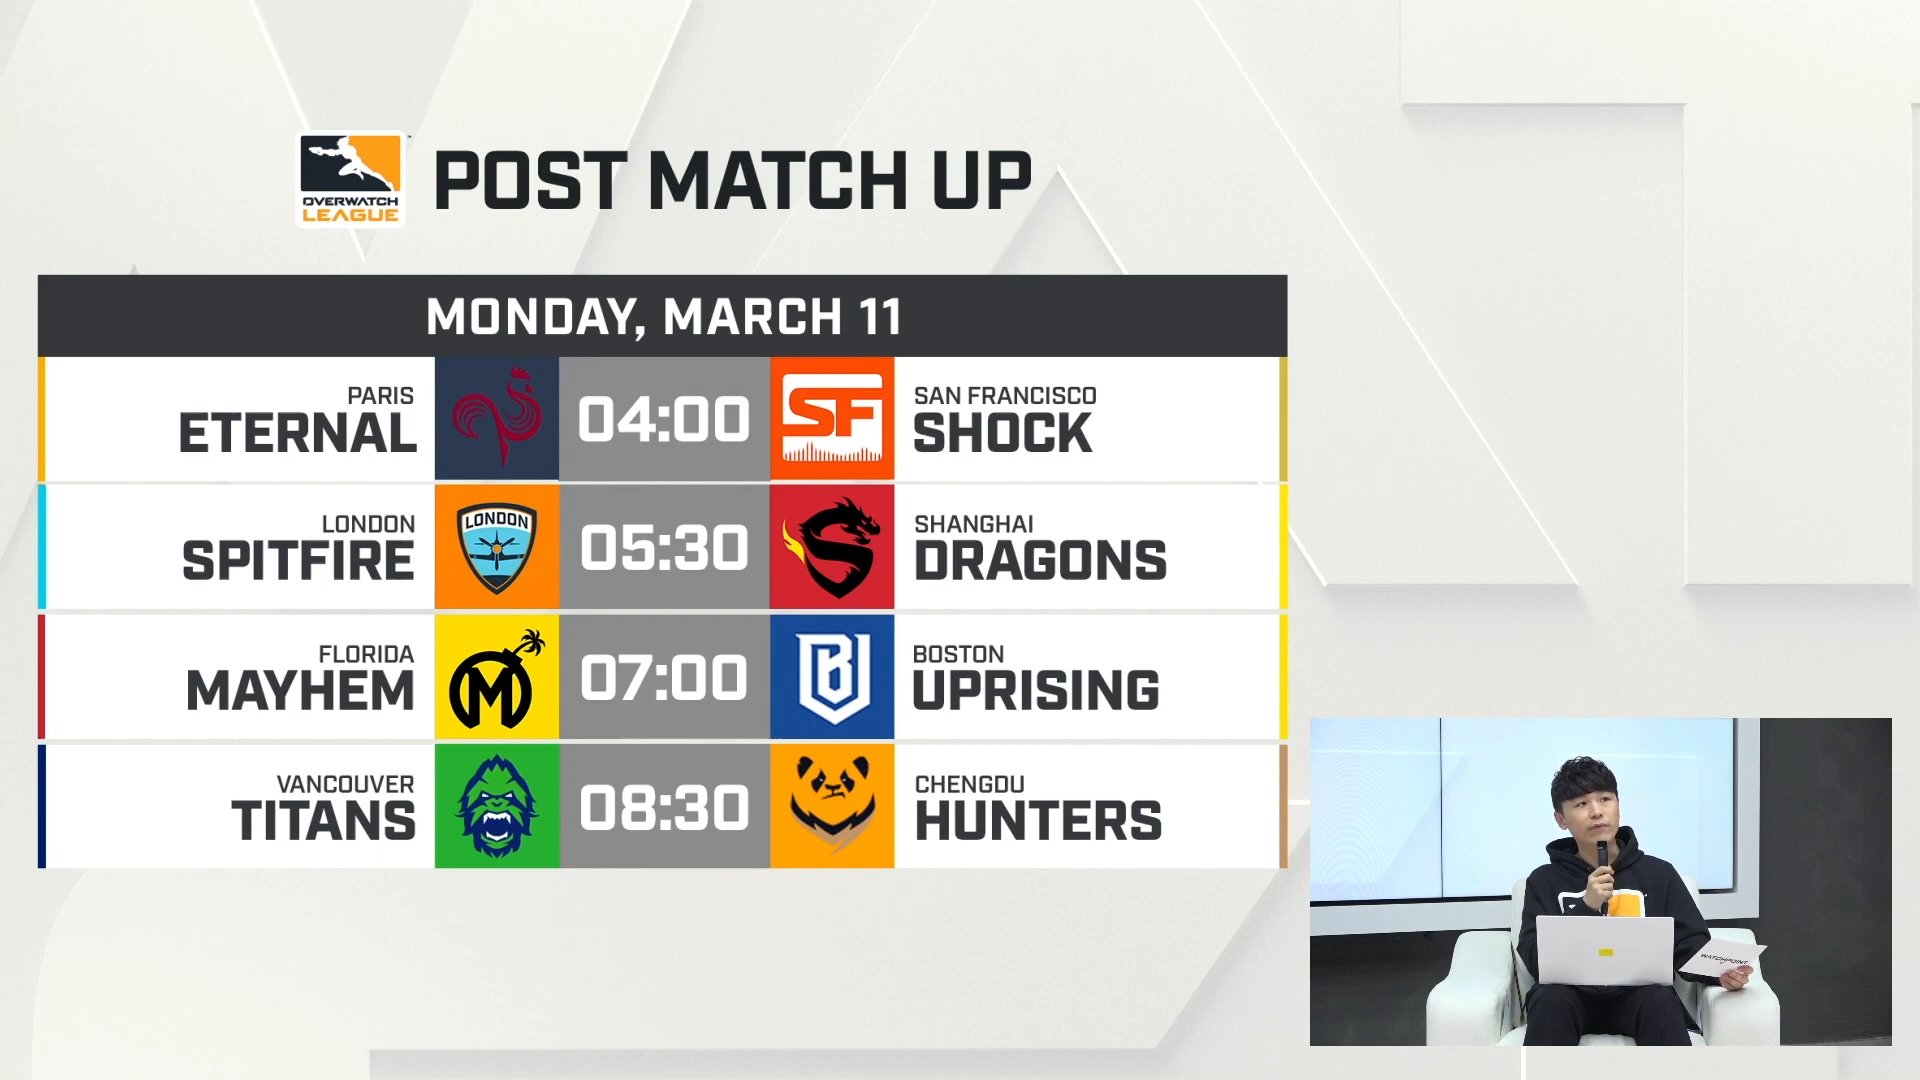 OVERWATCH
LEAGUE
POST MATCH UP
MONDAY, MARCH 11
PARIS
ETERNAL
04:00
SF
SAN FRANCISCO
SHOCK
LONDON
SPITFIRE
LONDON
05:30
S
SHANGHAI
DRAGONS
FLORIDA
MAYHEM
M
07:00
B
BOSTON
UPRISING
VANCOUVER
TITANS
08:30
CHENGDU
HUNTERS
WATCHPOINT